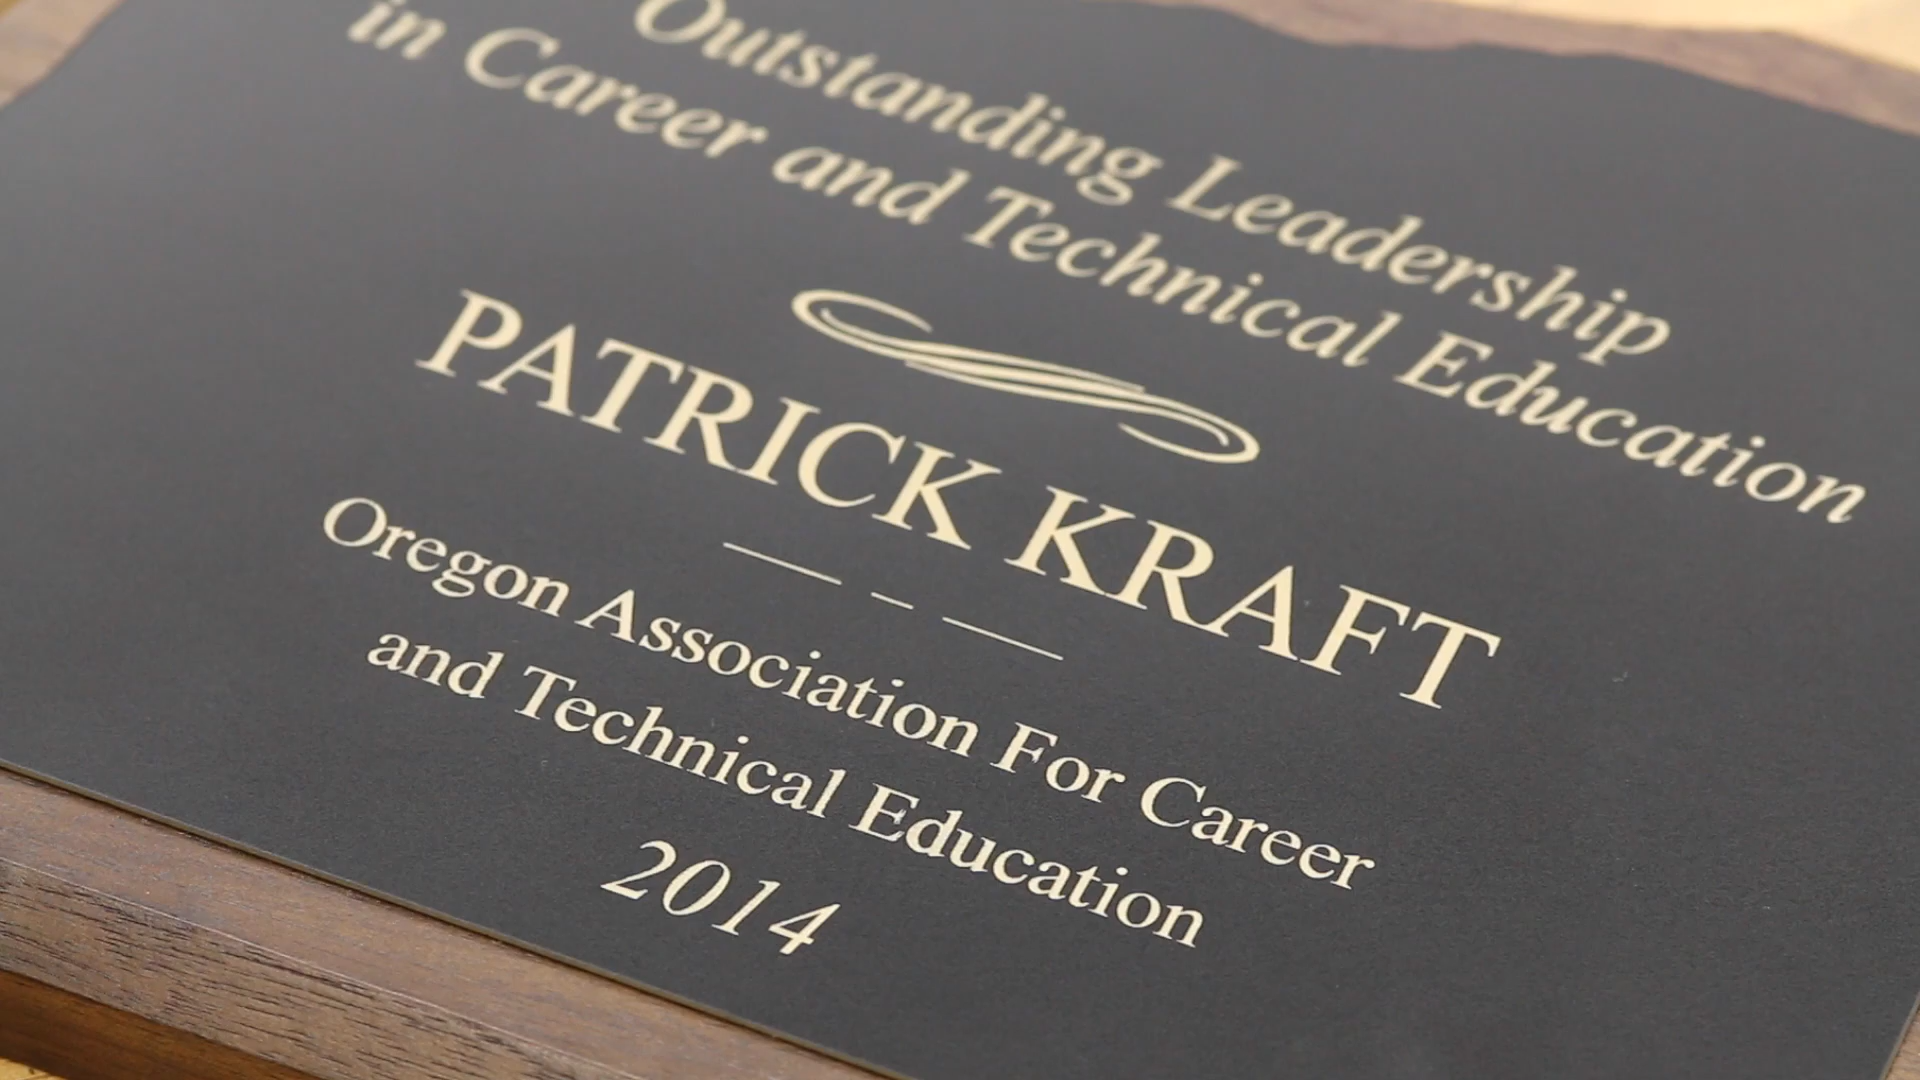 Outstanding Leadership
in Career and Technical Education
PATRICK KRAFT
Oregon Association For Career
and Technical Education
2014